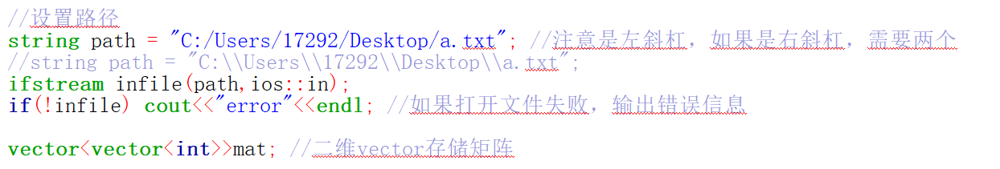 //设置路径
string path = "C:/Users/17292/Desktop/a.txt"; //注意是左斜杠，如果是右斜杠，需要两个
//string path = "C:\\Users\\17292\\Desktop\\a.txt";
ifstream infile(path,ios::in);
if(!infile) cout<<"error"<<endl; //如果打开文件失败，输出错误信息
vector<vector<int>>mat; //二维vector存储矩阵